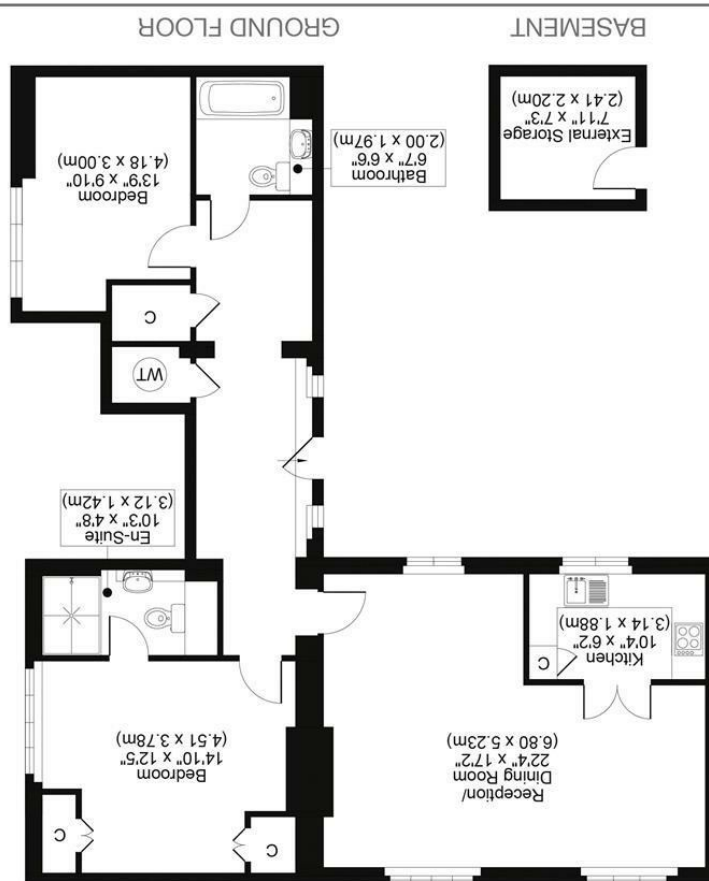 Reception/
Dining Room
22'4" x 17'2"
(6.80 x 5.23m)
Bedroom
14'10" x 12'5"
(4.51 x 3.78m)
C
C
Kitchen
10'4" x 6'2"
(3.14 x 1.88m)
C
En-Suite
10'3" x 4'8"
(3.12 x 1.42m)
WT
C
Bedroom
13'9" x 9'10"
(4.18 x 3.00m)
Bathroom
6'7" x 6'6"
(2.00 x 1.97m)
External Storage
7'11" x 7'3"
(2.41 x 2.20m)
BASEMENT
GROUND FLOOR